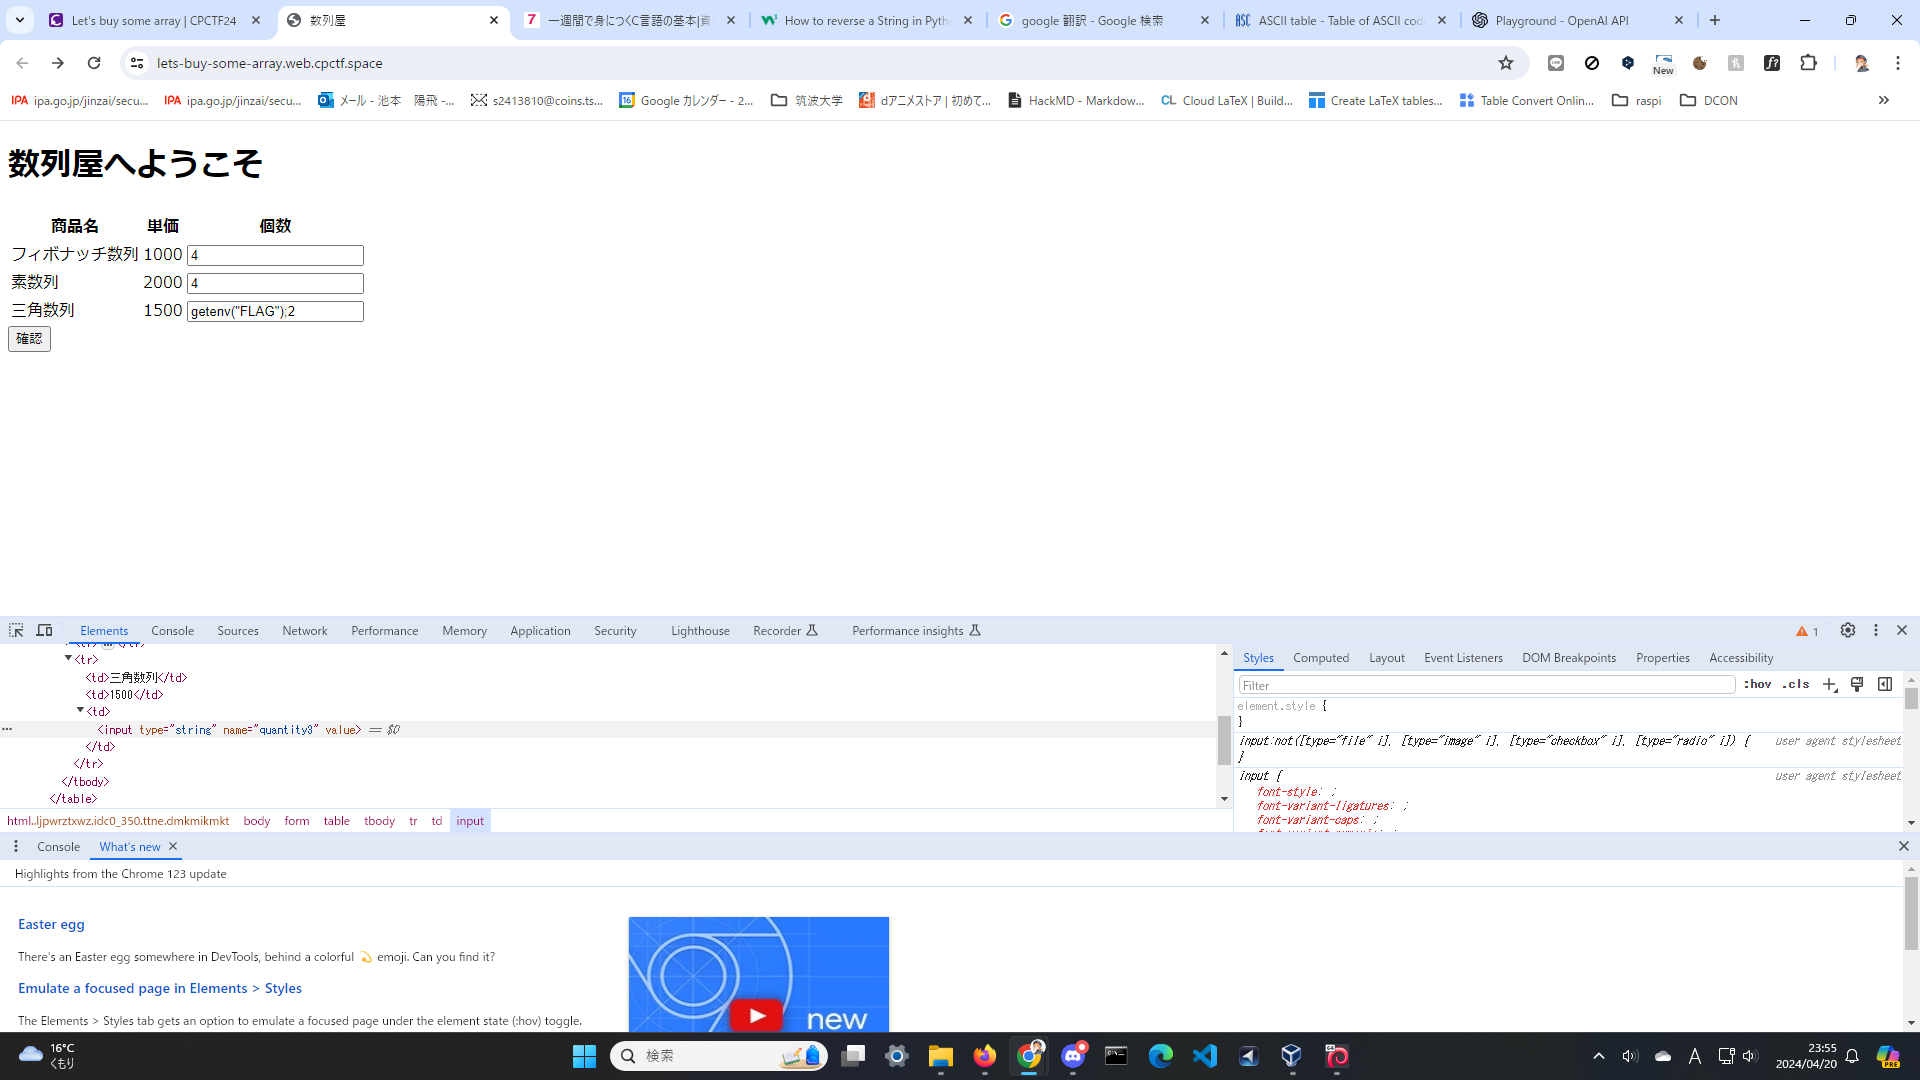 Let's buy some array | CPCTF24
数列屋
一週間で身につくC言語の基本|資
How to reverse a String in Pyth
google 翻訳 - Google 検索
ASCII table - Table of ASCII cod
Playground - OpenAI API
lets-buy-some-array.web.cpctf.space
New
ipa.go.jp/jinzai/secu...
ipa.go.jp/jinzai/secu...
メール - 池本 陽飛 -...
s2413810@coins.ts...
Google カレンダー - 2...
筑波大学
dアニメストア | 初めて...
HackMD - Markdow...
Cloud LaTeX | Build...
Create LaTeX tables...
Table Convert Onlin...
raspi
DCON
数列屋へようこそ
商品名 単価 個数
フィボナッチ数列 1000 4
素数列 2000 4
三角数列 1500 getenv("FLAG");2
確認
Elements Console Sources Network Performance Memory Application Security Lighthouse Recorder Performance insights 1
<tr>
<td>三角数列</td>
<td>1500</td>
<td>
<input type="string" name="quantity3" value> == $0
</td>
</tr>
</tbody>
</table>
html..ljpwrztxwz.idc0_350.ttne.dmkmikmkt body form table tbody tr td input
Styles Computed Layout Event Listeners DOM Breakpoints Properties Accessibility
Filter :hov .cls
element.style {
}
input:not([type="file" i], [type="image" i], [type="checkbox" i], [type="radio" i]) { user agent stylesheet
}
input { user agent stylesheet
font-style: ;
font-variant-ligatures: ;
font-variant-caps: ;
Console What's new
Highlights from the Chrome 123 update
Easter egg
There's an Easter egg somewhere in DevTools, behind a colorful 💫 emoji. Can you find it?
Emulate a focused page in Elements > Styles
The Elements > Styles tab gets an option to emulate a focused page under the element state (:hov) toggle.
new
16°C
くもり
検索
A
23:55
2024/04/20